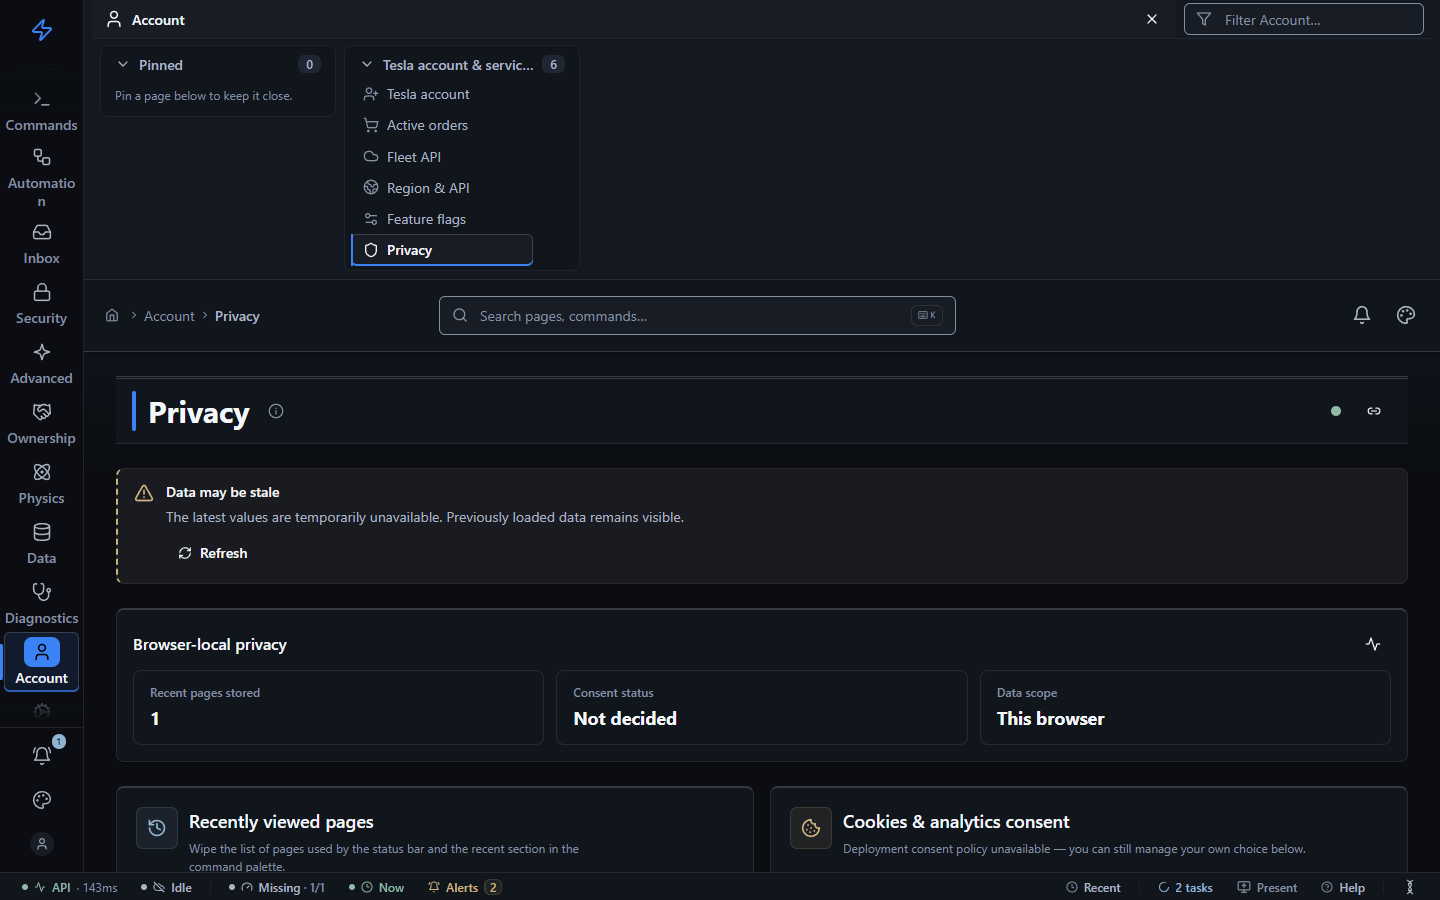 Account
Filter Account...
Pinned
0
Pin a page below to keep it close.
Tesla account & servic...
6
Tesla account
Active orders
Fleet API
Region & API
Feature flags
Privacy
Commands
Automatio
n
Inbox
Security
Advanced
Ownership
Physics
Data
Diagnostics
Account
1
Account
Privacy
Search pages, commands...
K
Privacy
Data may be stale
The latest values are temporarily unavailable. Previously loaded data remains visible.
Refresh
Browser-local privacy
Recent pages stored
1
Consent status
Not decided
Data scope
This browser
Recently viewed pages
Wipe the list of pages used by the status bar and the recent section in the
command palette.
Cookies & analytics consent
Deployment consent policy unavailable — you can still manage your own choice below.
API · 143ms
Idle
Missing · 1/1
Now
Alerts 2
Recent
2 tasks
Present
Help